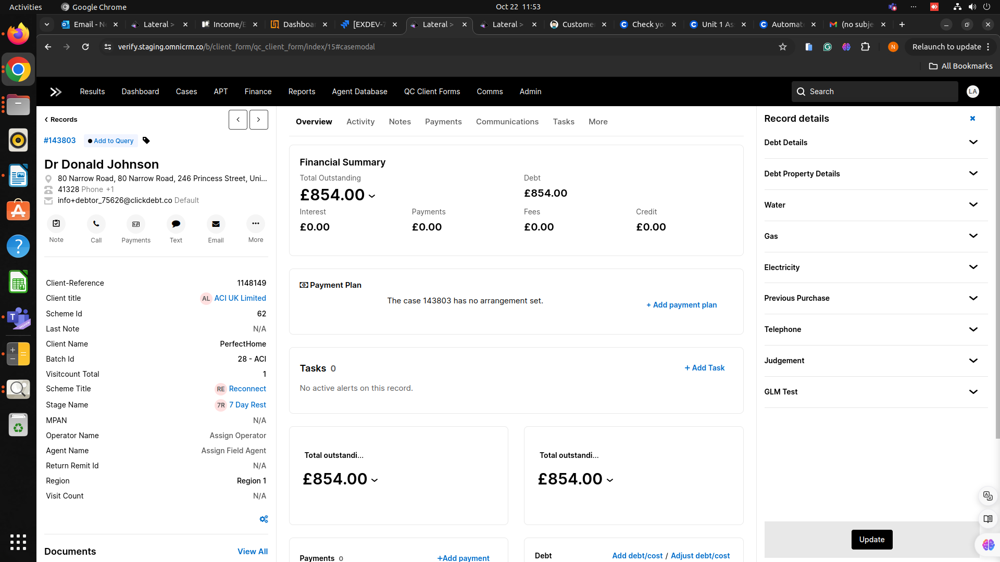 Activities
Google Chrome
Oct 22 11:53
Email - N
Lateral >
Income/E
Dashboar
[EXDEV-7
Lateral >
Lateral >
Custome
Check yo
Unit 1 As
Automat
(no subje
verify.staging.omnicrm.co/b/client_form/qc_client_form/index/15#casemodal
N
Relaunch to update
All Bookmarks
Results
Dashboard
Cases
APT
Finance
Reports
Agent Database
QC Client Forms
Comms
Admin
Search
LA
Records
#143803
Add to Query
Dr Donald Johnson
80 Narrow Road, 80 Narrow Road, 246 Princess Street, Uni...
41328 Phone +1
info+debtor_75626@clickdebt.co Default
Note
Call
Payments
Text
Email
More
Client-Reference 1148149
Client title AL ACI UK Limited
Scheme Id 62
Last Note N/A
Client Name PerfectHome
Batch Id 28 - ACI
Visitcount Total 1
Scheme Title RE Reconnect
Stage Name 7R 7 Day Rest
MPAN N/A
Operator Name Assign Operator
Agent Name Assign Field Agent
Return Remit Id N/A
Region Region 1
Visit Count N/A
Documents View All
Overview
Activity
Notes
Payments
Communications
Tasks
More
Financial Summary
Total Outstanding
£854.00
Debt
£854.00
Interest
£0.00
Payments
£0.00
Fees
£0.00
Credit
£0.00
Payment Plan
The case 143803 has no arrangement set.
+ Add payment plan
Tasks 0
+ Add Task
No active alerts on this record.
Total outstandi...
£854.00
Total outstandi...
£854.00
Payments 0
+Add payment
Debt
Add debt/cost / Adjust debt/cost
Record details
Debt Details
Debt Property Details
Water
Gas
Electricity
Previous Purchase
Telephone
Judgement
GLM Test
Update